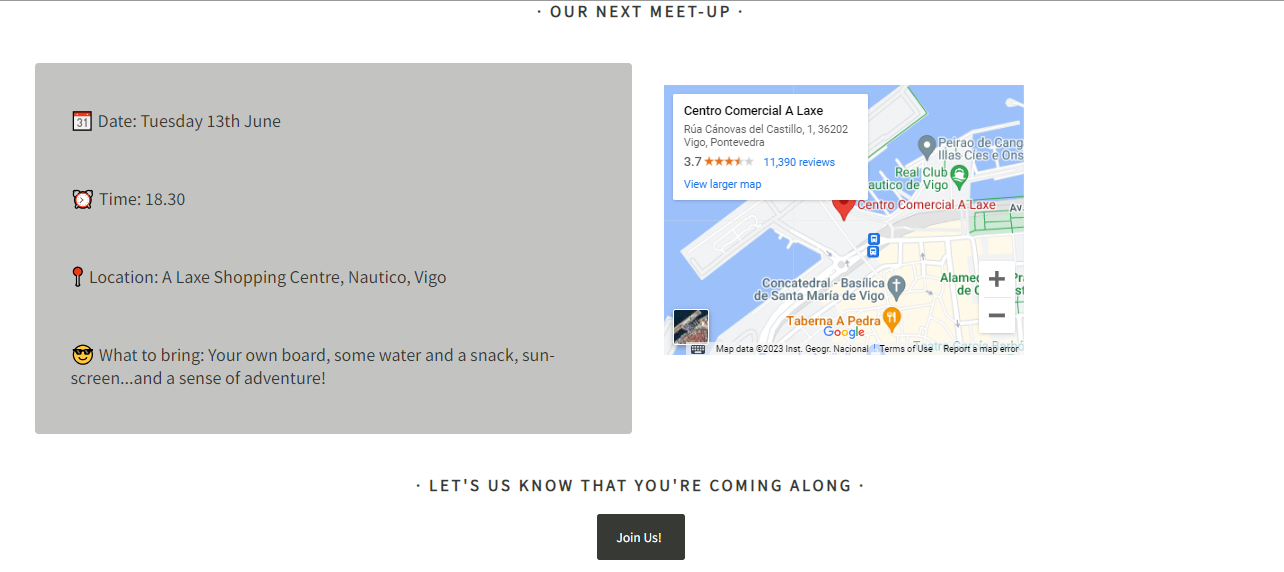 · OUR NEXT MEET-UP ·
31 Date: Tuesday 13th June
Time: 18.30
Location: A Laxe Shopping Centre, Nautico, Vigo
What to bring: Your own board, some water and a snack, sun-
screen...and a sense of adventure!
Centro Comercial A Laxe
Rúa Cánovas del Castillo, 1, 36202
Vigo, Pontevedra
3.7 11,390 reviews
View larger map
Peirao de Cang
Illas Cíes e Ons
Real Club
autico de Vigo
Centro Comercial A Laxe
Av.
Concatedral - Basílica
de Santa María de Vigo
Alame
de
Taberna A Pedra
Google
Map data ©2023 Inst. Geogr. Nacional
Terms of Use
Report a map error
· LET'S US KNOW THAT YOU'RE COMING ALONG ·
Join Us!